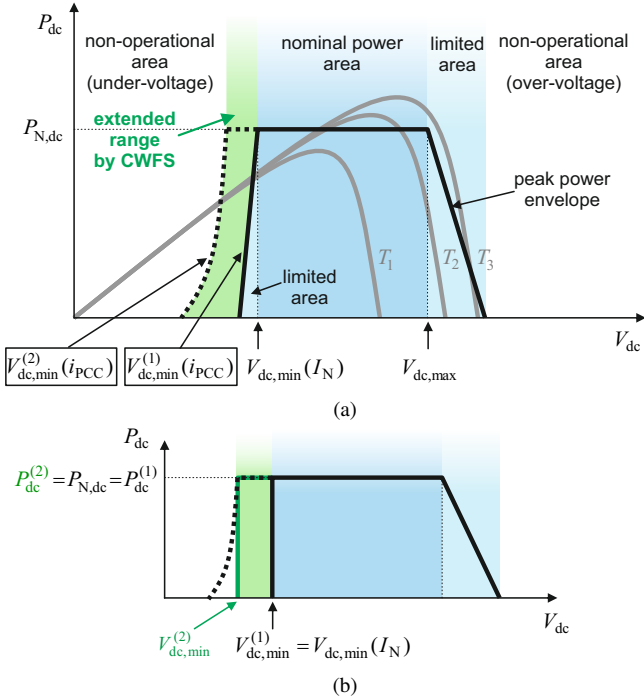 P_dc
non-operational area (under-voltage)
nominal power area
limited area
non-operational area (over-voltage)
P_N,dc
extended range by CWFS
peak power envelope
T_1
T_2
T_3
limited area
V_dc
V_dc,min^(2)(i_PCC)
V_dc,min^(1)(i_PCC)
V_dc,min(I_N)
V_dc,max
(a)
P_dc
P_dc^(2)=P_N,dc=P_dc^(1)
V_dc
V_dc,min^(2)
V_dc,min^(1)=V_dc,min(I_N)
(b)